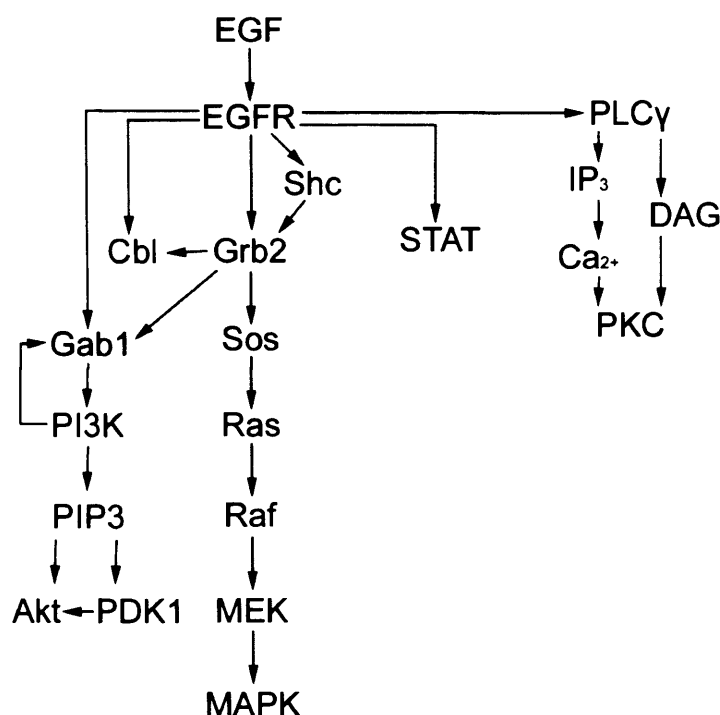 EGF
EGFR
PLCγ
Shc
IP₃
DAG
Cbl
Grb2
STAT
Ca₂₊
PKC
Gab1
Sos
PI3K
Ras
PIP3
Raf
Akt
PDK1
MEK
MAPK